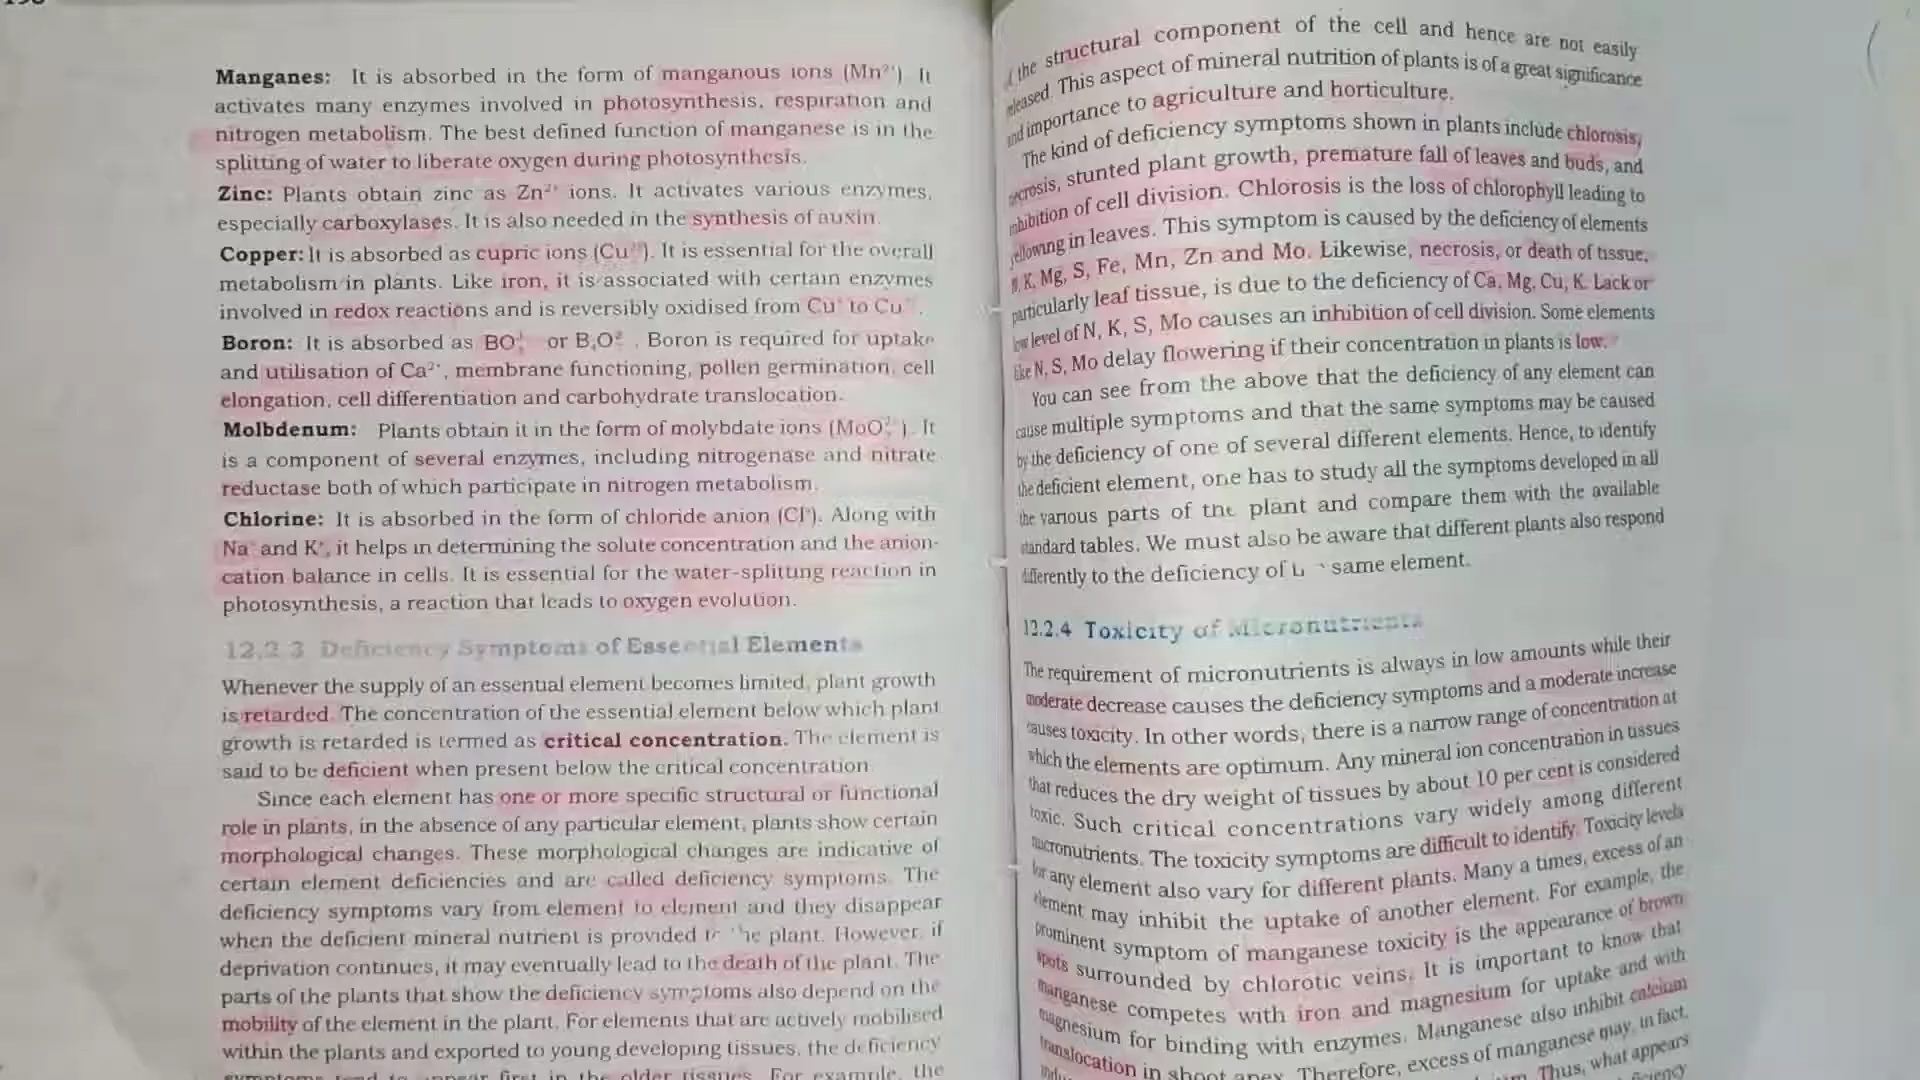 Manganes: It is absorbed in the form of manganous ions (Mn²⁺). It
activates many enzymes involved in photosynthesis, respiration and
nitrogen metabolism. The best defined function of manganese is in the
splitting of water to liberate oxygen during photosynthesis.
Zinc: Plants obtain zinc as Zn²⁺ ions. It activates various enzymes,
especially carboxylases. It is also needed in the synthesis of auxin.
Copper: It is absorbed as cupric ions (Cu²⁺). It is essential for the overall
metabolism in plants. Like iron, it is associated with certain enzymes
involved in redox reactions and is reversibly oxidised from Cu⁺ to Cu²⁺.
Boron: It is absorbed as BO₃³⁻ or B₄O₇²⁻. Boron is required for uptake
and utilisation of Ca²⁺, membrane functioning, pollen germination, cell
elongation, cell differentiation and carbohydrate translocation.
Molbdenum: Plants obtain it in the form of molybdate ions (MoO₂²⁺). It
is a component of several enzymes, including nitrogenase and nitrate
reductase both of which participate in nitrogen metabolism.
Chlorine: It is absorbed in the form of chloride anion (Cl⁻). Along with
Na⁺ and K⁺, it helps in determining the solute concentration and the anion-
cation balance in cells. It is essential for the water-splitting reaction in
photosynthesis, a reaction that leads to oxygen evolution.
12.2.3 Deficiency Symptoms of Essential Elements
Whenever the supply of an essential element becomes limited, plant growth
is retarded. The concentration of the essential element below which plant
growth is retarded is termed as critical concentration. The element is
said to be deficient when present below the critical concentration.
Since each element has one or more specific structural or functional
role in plants, in the absence of any particular element, plants show certain
morphological changes. These morphological changes are indicative of
certain element deficiencies and are called deficiency symptoms. The
deficiency symptoms vary from element to element and they disappear
when the deficient mineral nutrient is provided to the plant. However, if
deprivation continues, it may eventually lead to the death of the plant. The
parts of the plants that show the deficiency symptoms also depend on the
mobility of the element in the plant. For elements that are actively mobilised
within the plants and exported to young developing tissues, the deficiency
symptoms tend to appear first in the older tissues. For example, the
the structural component of the cell and hence are not easily
released. This aspect of mineral nutrition of plants is of a great significance
and importance to agriculture and horticulture.
The kind of deficiency symptoms shown in plants include chlorosis,
necrosis, stunted plant growth, premature fall of leaves and buds, and
inhibition of cell division. Chlorosis is the loss of chlorophyll leading to
yellowing in leaves. This symptom is caused by the deficiency of elements
N, K, Mg, S, Fe, Mn, Zn and Mo. Likewise, necrosis, or death of tissue,
particularly leaf tissue, is due to the deficiency of Ca, Mg, Cu, K. Lack or
low level of N, K, S, Mo causes an inhibition of cell division. Some elements
like N, S, Mo delay flowering if their concentration in plants is low.
You can see from the above that the deficiency of any element can
cause multiple symptoms and that the same symptoms may be caused
by the deficiency of one of several different elements. Hence, to identify
the deficient element, one has to study all the symptoms developed in all
the various parts of the plant and compare them with the available
standard tables. We must also be aware that different plants also respond
differently to the deficiency of same element.
12.2.4 Toxicity of Micronutrients
The requirement of micronutrients is always in low amounts while their
moderate decrease causes the deficiency symptoms and a moderate increase
causes toxicity. In other words, there is a narrow range of concentration at
which the elements are optimum. Any mineral ion concentration in tissues
that reduces the dry weight of tissues by about 10 per cent is considered
toxic. Such critical concentrations vary widely among different
micronutrients. The toxicity symptoms are difficult to identify. Toxicity levels
for any element also vary for different plants. Many a times, excess of an
element may inhibit the uptake of another element. For example, the
prominent symptom of manganese toxicity is the appearance of brown
spots surrounded by chlorotic veins. It is important to know that
manganese competes with iron and magnesium for uptake and with
magnesium for binding with enzymes. Manganese also inhibit calcium
translocation in shoot apex. Therefore, excess of manganese may, in fact,
Thus, what appears